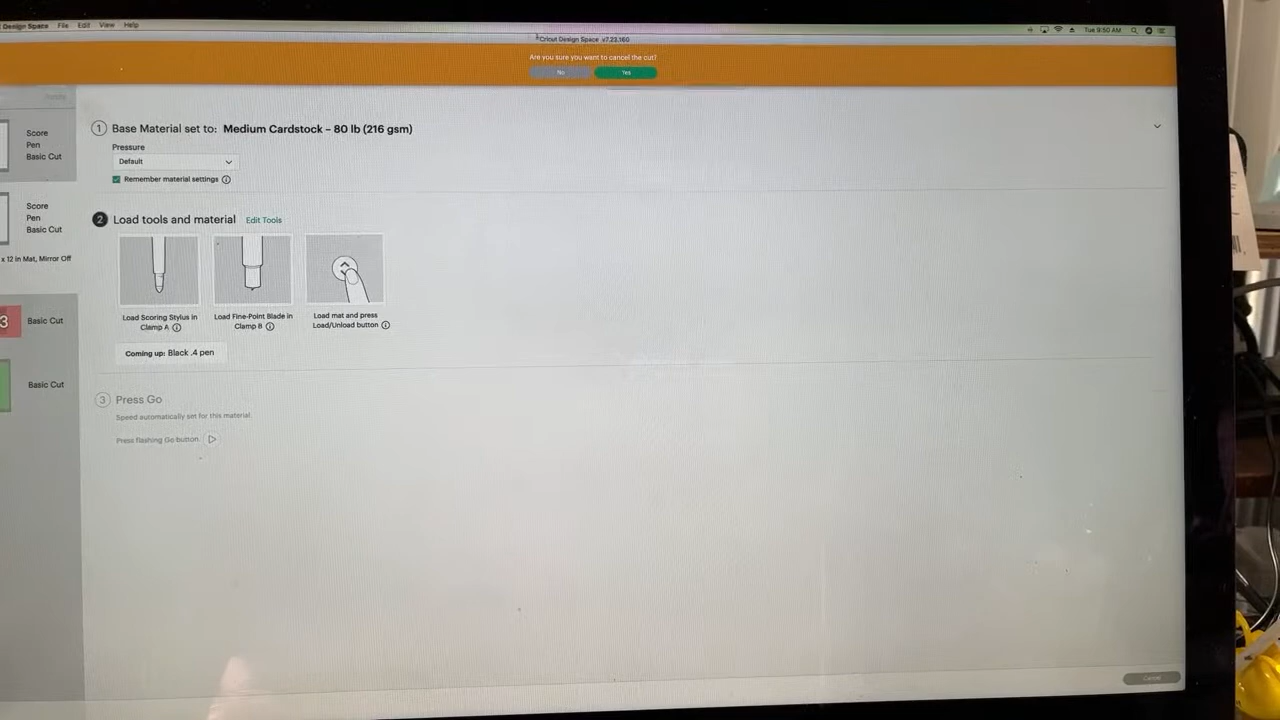 Design Space File Edit View Help
Tue 9:50 AM
Cricut Design Space v7.23.160
Are you sure you want to cancel the cut?
No Yes
Score
Pen
Basic Cut
Score
Pen
Basic Cut
x 12 in Mat, Mirror Off
3 Basic Cut
Basic Cut
1 Base Material set to: Medium Cardstock – 80 lb (216 gsm)
Pressure
Default
Remember material settings
2 Load tools and material Edit Tools
Load Scoring Stylus in
Clamp A
Load Fine-Point Blade in
Clamp B
Load mat and press
Load/Unload button
Coming up: Black .4 pen
3 Press Go
Speed automatically set for this material.
Press flashing Go button.
Cancel